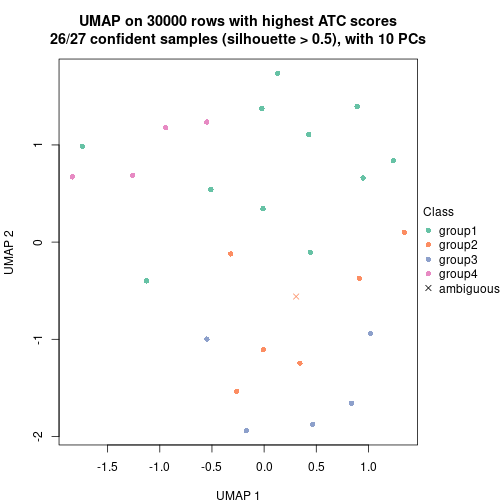 UMAP on 30000 rows with highest ATC scores
26/27 confident samples (silhouette > 0.5), with 10 PCs
UMAP 2
1
0
-1
-2
-1.5
-1.0
-0.5
0.0
0.5
1.0
UMAP 1
Class
group1
group2
group3
group4
ambiguous